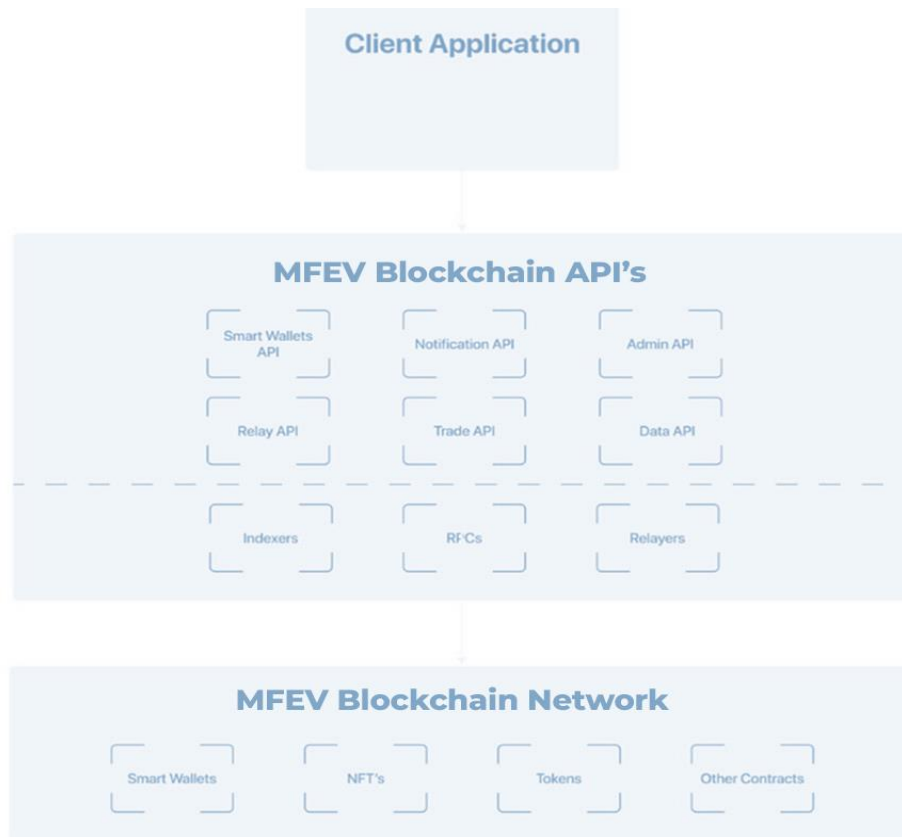 Client Application
MFEV Blockchain API’s
Smart Wallets
API
Notification API
Admin API
Relay API
Trade API
Data API
Indexers
RPCs
Relayers
MFEV Blockchain Network
Smart Wallets
NFT's
Tokens
Other Contracts